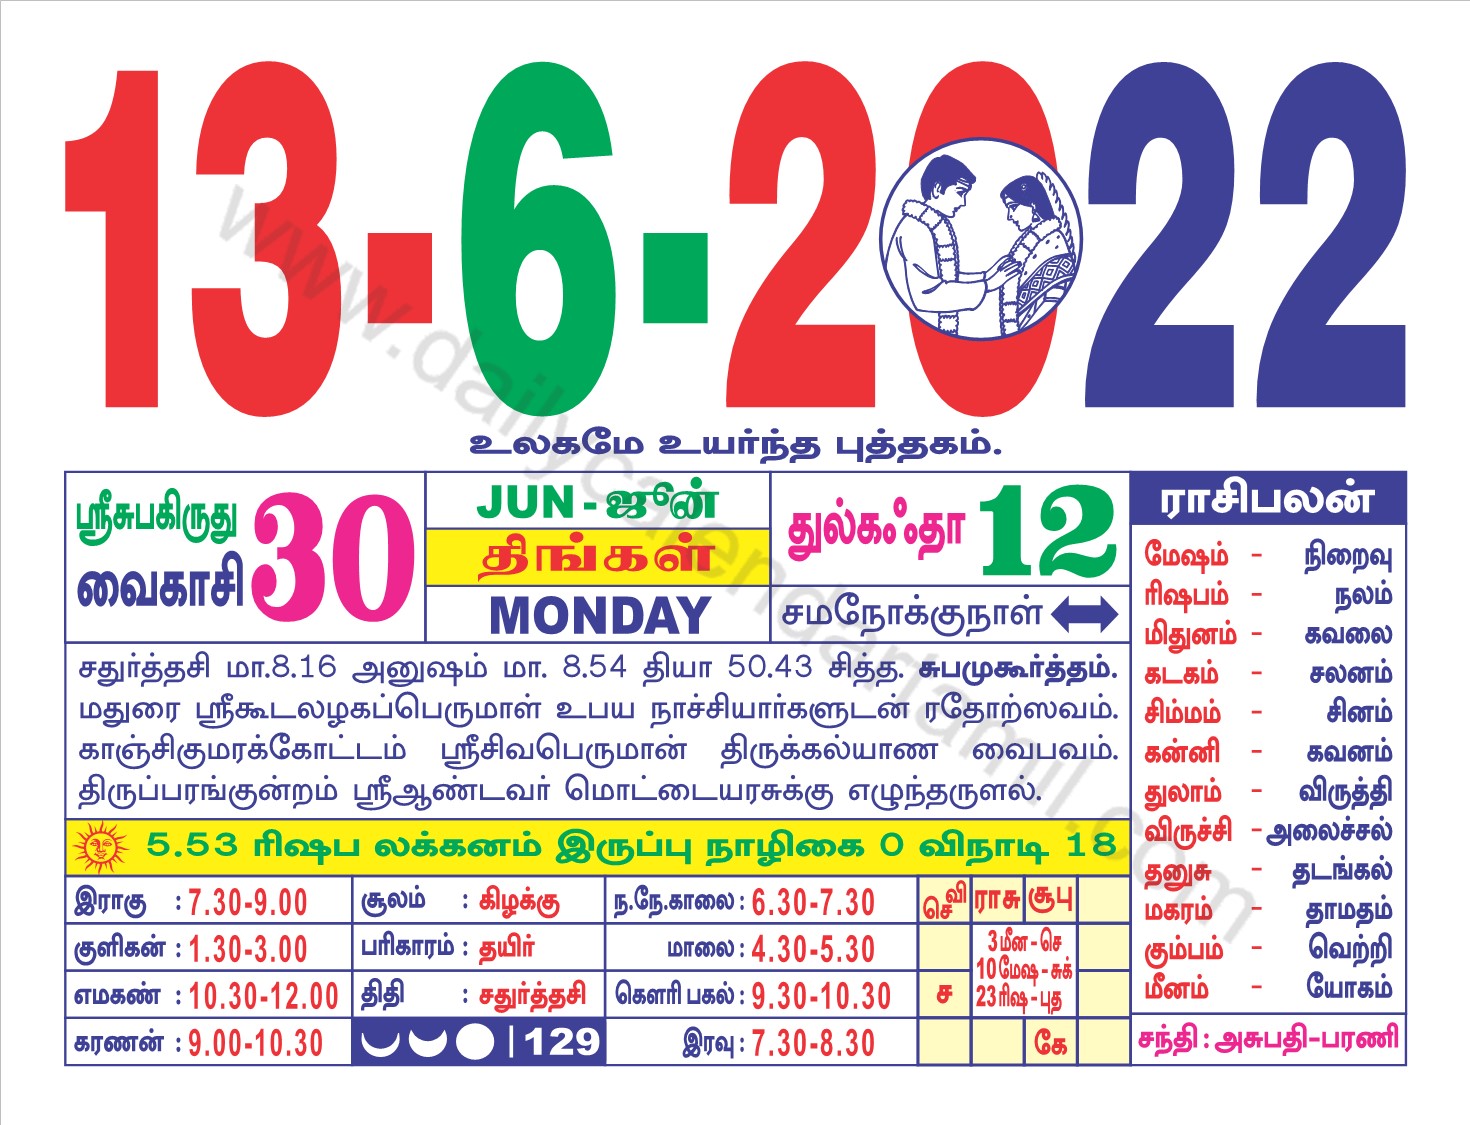 13-6-2022
உலகமே உயர்ந்த புத்தகம்.
ஸ்ரீசுபகிருது
வைகாசி 30
JUN - ஜூன்
திங்கள்
MONDAY
துல்கஃதா 12
சமநோக்குநாள்
சதுர்த்தசி மா.8.16 அனுஷம் மா. 8.54 தியா 50.43 சித்த. சுபமுகூர்த்தம்.
மதுரை ஸ்ரீகூடலழகப்பெருமாள் உபய நாச்சியார்களுடன் ரதோற்ஸவம்.
காஞ்சிகுமரக்கோட்டம் ஸ்ரீசிவபெருமான் திருக்கல்யாண வைபவம்.
திருப்பரங்குன்றம் ஸ்ரீஆண்டவர் மொட்டையரசுக்கு எழுந்தருளல்.
5.53 ரிஷப லக்கனம் இருப்பு நாழிகை 0 விநாடி 18
இராகு : 7.30-9.00
குளிகன் : 1.30-3.00
எமகண் : 10.30-12.00
கரணன் : 9.00-10.30
சூலம் : கிழக்கு
பரிகாரம் : தயிர்
திதி : சதுர்த்தசி
129
ந.நே.காலை : 6.30-7.30
மாலை : 4.30-5.30
கௌரி பகல் : 9.30-10.30
இரவு : 7.30-8.30
செ வி ராசு சூபு
3 மீன - செ
10 மேஷ - சுக்
ச 23 ரிஷ - புத
கே
ராசிபலன்
மேஷம் - நிறைவு
ரிஷபம் - நலம்
மிதுனம் - கவலை
கடகம் - சலனம்
சிம்மம் - சினம்
கன்னி - கவனம்
துலாம் - விருத்தி
விருச்சி - அலைச்சல்
தனுசு - தடங்கல்
மகரம் - தாமதம்
கும்பம் - வெற்றி
மீனம் - யோகம்
சந்தி : அசுபதி-பரணி
www.dailycalendartamil.com